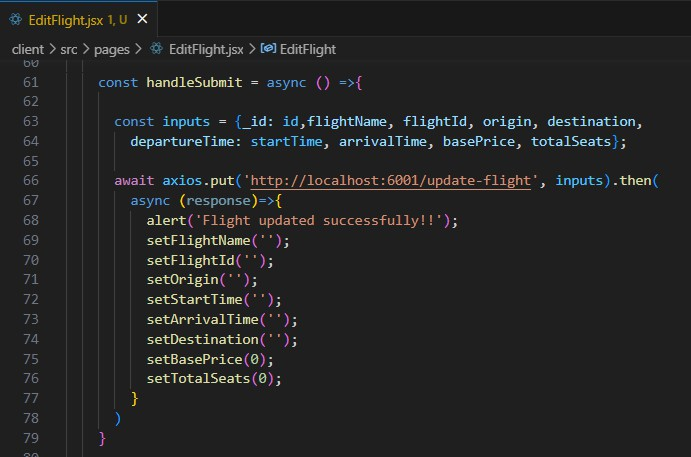 EditFlight.jsx 1, U
client > src > pages > EditFlight.jsx > EditFlight
60
61 const handleSubmit = async () =>{
62
63 const inputs = {_id: id,flightName, flightId, origin, destination,
64 departureTime: startTime, arrivalTime, basePrice, totalSeats};
65
66 await axios.put('http://localhost:6001/update-flight', inputs).then(
67 async (response)=>{
68 alert('Flight updated successfully!!');
69 setFlightName('');
70 setFlightId('');
71 setOrigin('');
72 setStartTime('');
73 setArrivalTime('');
74 setDestination('');
75 setBasePrice(0);
76 setTotalSeats(0);
77 }
78 )
79 }
80